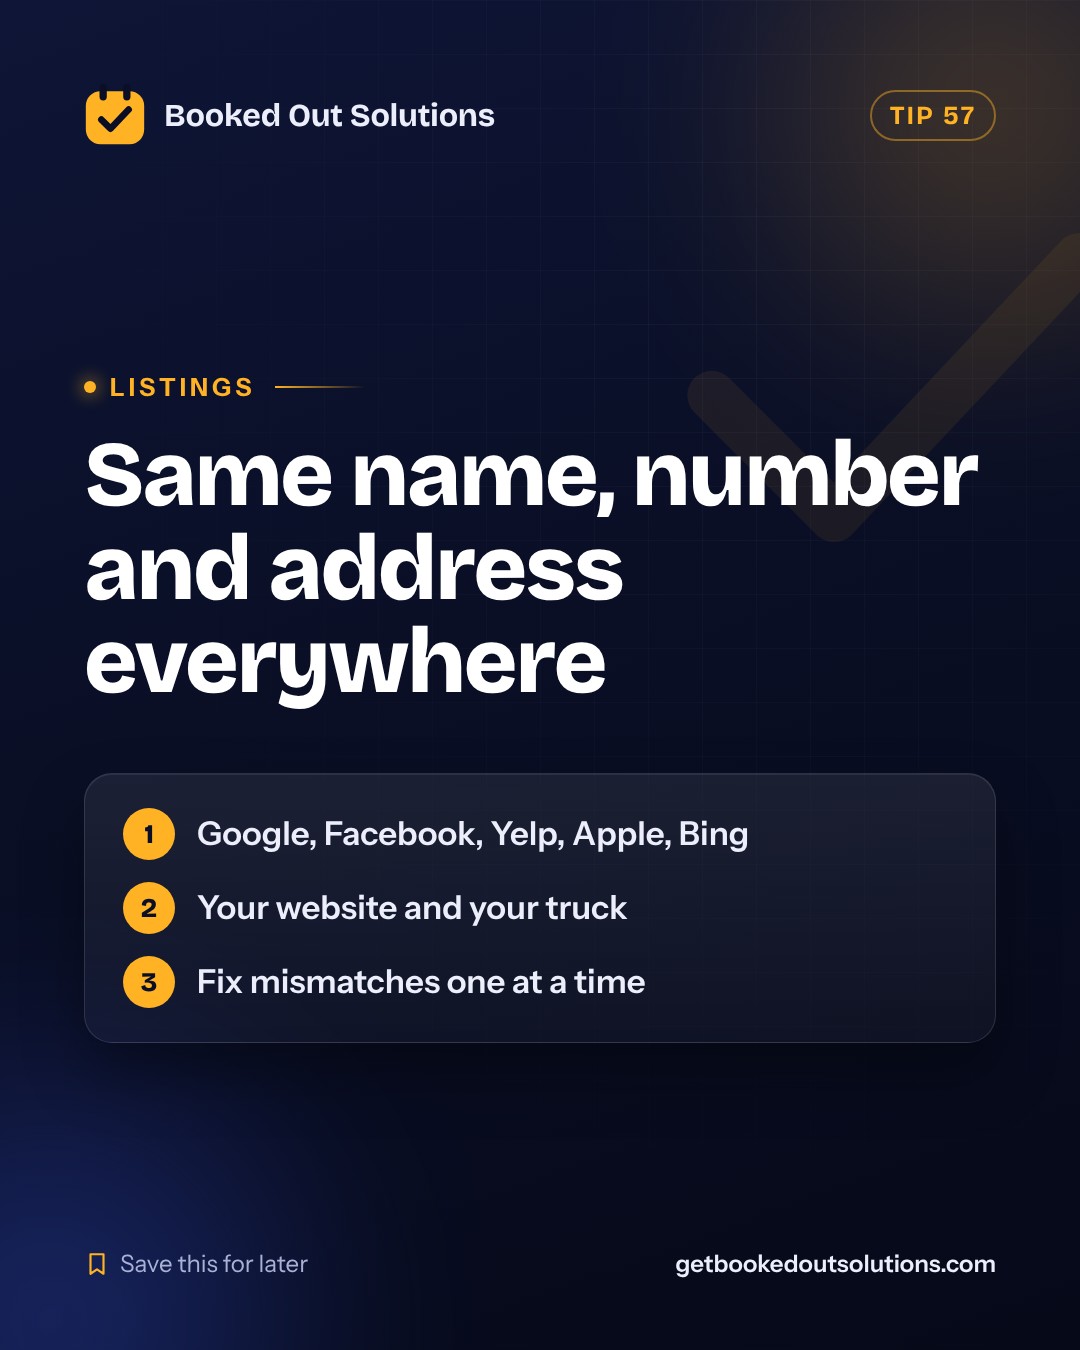 Booked Out Solutions
TIP 57
LISTINGS
Same name, number
and address
everywhere
1 Google, Facebook, Yelp, Apple, Bing
2 Your website and your truck
3 Fix mismatches one at a time
Save this for later
getbookedoutsolutions.com